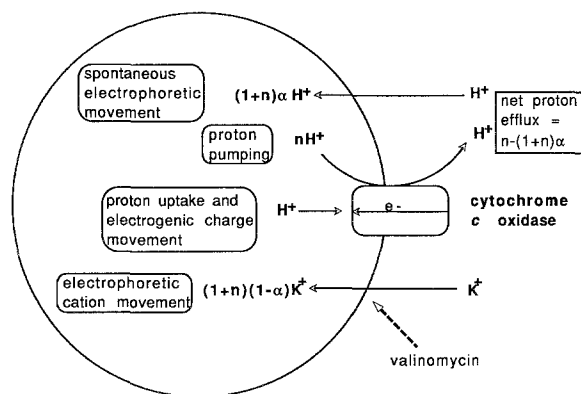 spontaneous
electrophoretic
movement
(1+n)α H+
H+
net proton
efflux =
n-(1+n)α
proton
pumping
nH+
H+
proton uptake and
electrogenic charge
movement
H+
e-
cytochrome
c oxidase
electrophoretic
cation movement
(1+n)(1-α)K+
K+
valinomycin